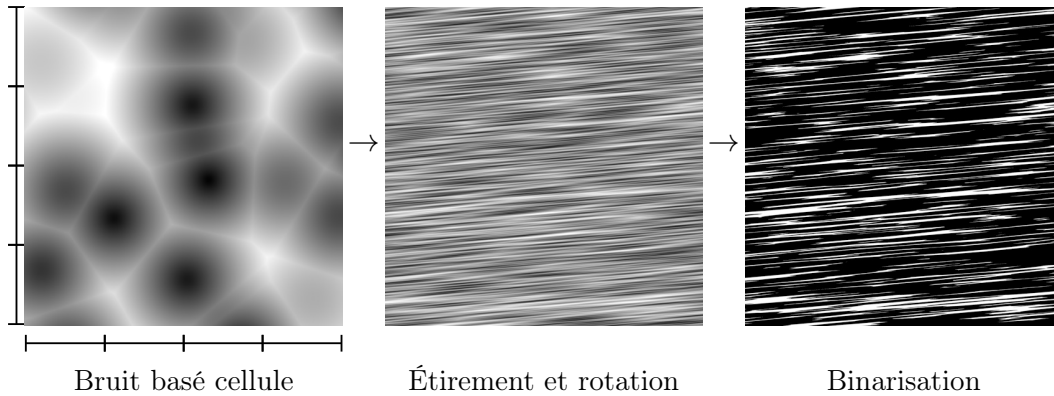 Bruit basé cellule
Étirement et rotation
Binarisation